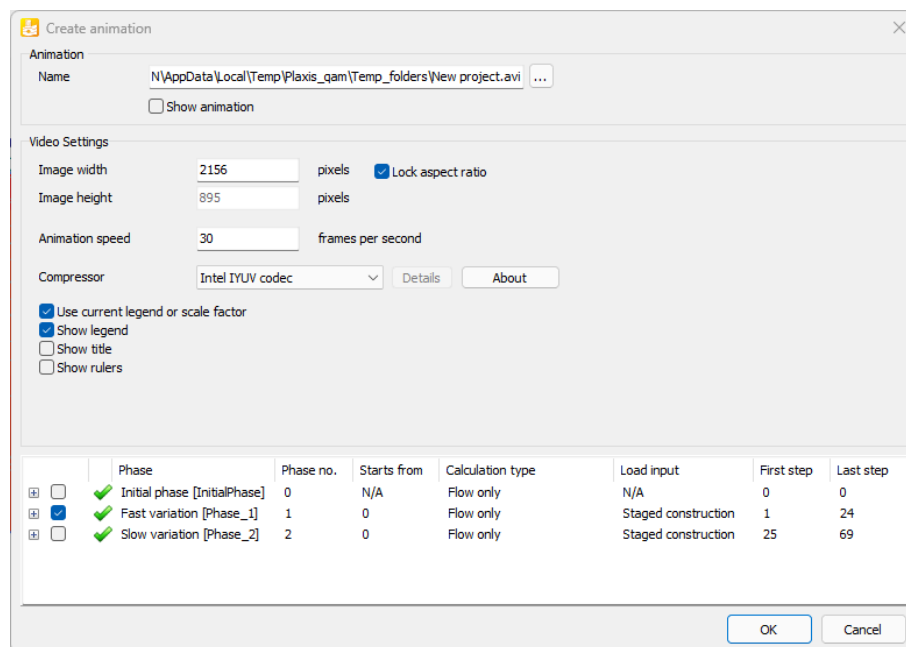 Create animation
Animation
Name N\AppData\Local\Temp\Plaxis_qam\Temp_folders\New project.avi ...
Show animation
Video Settings
Image width 2156 pixels Lock aspect ratio
Image height 895 pixels
Animation speed 30 frames per second
Compressor Intel IYUV codec Details About
Use current legend or scale factor
Show legend
Show title
Show rulers
Phase Phase no. Starts from Calculation type Load input First step Last step
Initial phase [InitialPhase] 0 N/A Flow only N/A 0 0
Fast variation [Phase_1] 1 0 Flow only Staged construction 1 24
Slow variation [Phase_2] 2 0 Flow only Staged construction 25 69
OK Cancel